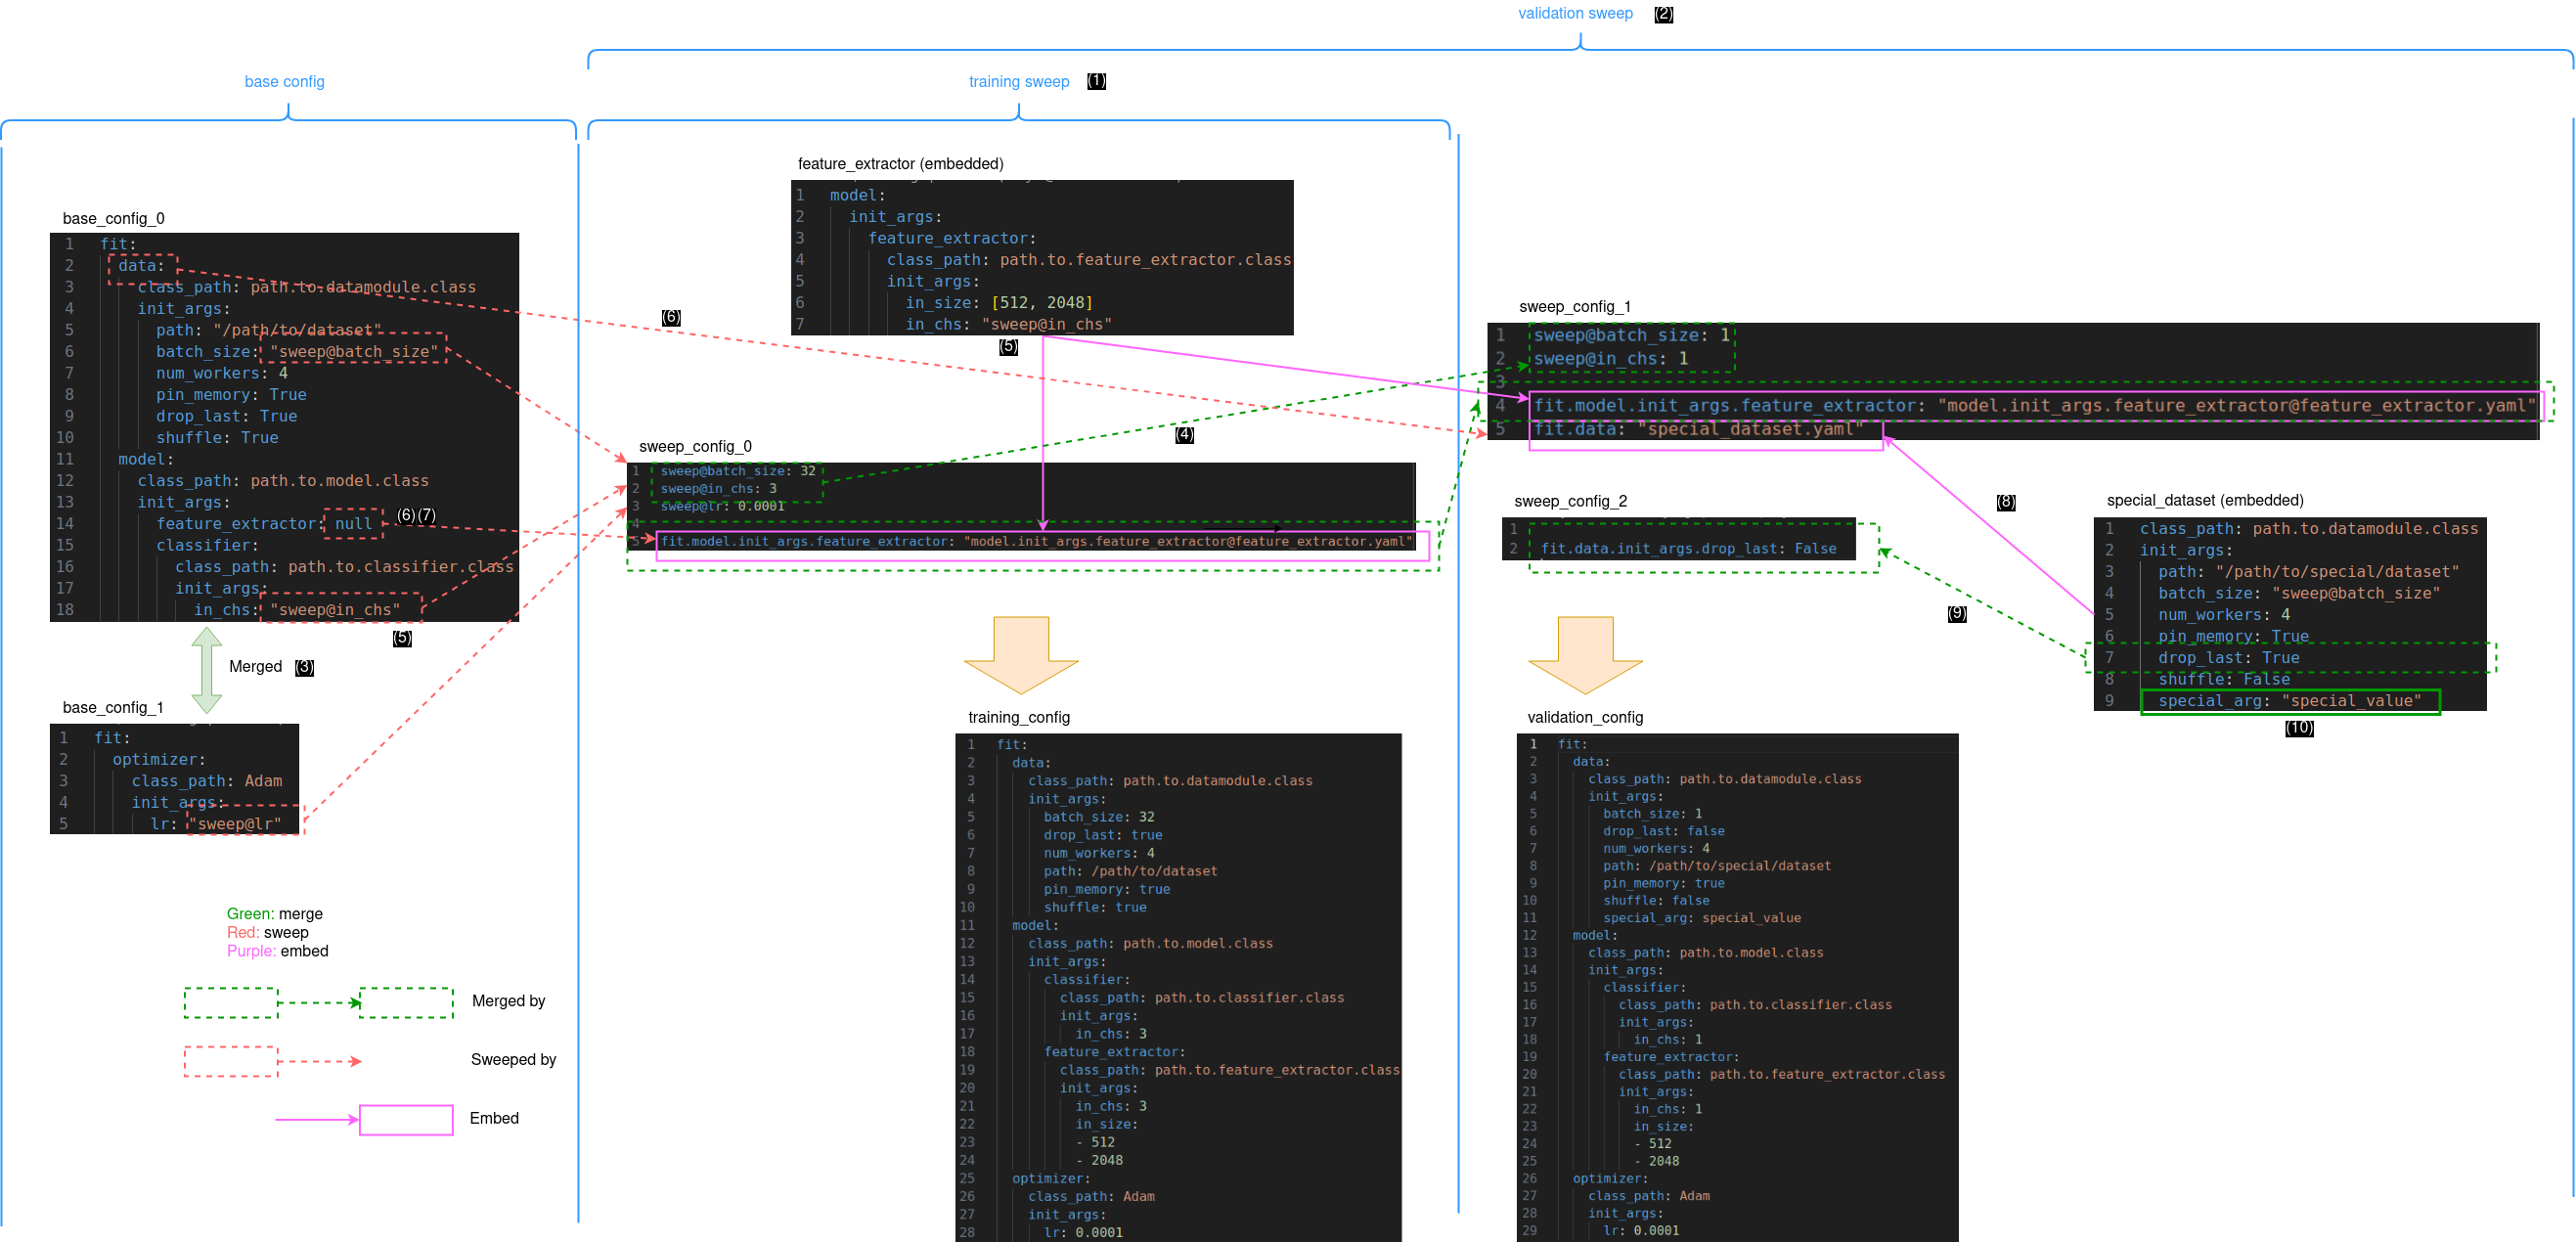 validation sweep (2)
base config
training sweep (1)
base_config_0
1 fit:
2 data:
3 class_path: path.to.datamodule.class
4 init_args:
5 path: "/path/to/dataset"
6 batch_size: "sweep@batch_size"
7 num_workers: 4
8 pin_memory: True
9 drop_last: True
10 shuffle: True
11 model:
12 class_path: path.to.model.class
13 init_args:
14 feature_extractor: null
15 classifier:
16 class_path: path.to.classifier.class
17 init_args:
18 in_chs: "sweep@in_chs"
(6)(7)
(5)
Merged (3)
base_config_1
1 fit:
2 optimizer:
3 class_path: Adam
4 init_args:
5 lr: "sweep@lr"
Green: merge
Red: sweep
Purple: embed
Merged by
Sweeped by
Embed
feature_extractor (embedded)
1 model:
2 init_args:
3 feature_extractor:
4 class_path: path.to.feature_extractor.class
5 init_args:
6 in_size: [512, 2048]
7 in_chs: "sweep@in_chs"
(5)
(6)
(4)
sweep_config_0
1 sweep@batch_size: 32
2 sweep@in_chs: 3
3 sweep@lr: 0.0001
4
5 fit.model.init_args.feature_extractor: "model.init_args.feature_extractor@feature_extractor.yaml"
training_config
1 fit:
2 data:
3 class_path: path.to.datamodule.class
4 init_args:
5 batch_size: 32
6 drop_last: true
7 num_workers: 4
8 path: /path/to/dataset
9 pin_memory: true
10 shuffle: true
11 model:
12 class_path: path.to.model.class
13 init_args:
14 classifier:
15 class_path: path.to.classifier.class
16 init_args:
17 in_chs: 3
18 feature_extractor:
19 class_path: path.to.feature_extractor.class
20 init_args:
21 in_chs: 3
22 in_size:
23 - 512
24 - 2048
25 optimizer:
26 class_path: Adam
27 init_args:
28 lr: 0.0001
sweep_config_1
1 sweep@batch_size: 1
2 sweep@in_chs: 1
3
4 fit.model.init_args.feature_extractor: "model.init_args.feature_extractor@feature_extractor.yaml"
5 fit.data: "special_dataset.yaml"
sweep_config_2
1
2 fit.data.init_args.drop_last: False
(8)
(9)
special_dataset (embedded)
1 class_path: path.to.datamodule.class
2 init_args:
3 path: "/path/to/special/dataset"
4 batch_size: "sweep@batch_size"
5 num_workers: 4
6 pin_memory: True
7 drop_last: True
8 shuffle: False
9 special_arg: "special_value"
(10)
validation_config
1 fit:
2 data:
3 class_path: path.to.datamodule.class
4 init_args:
5 batch_size: 1
6 drop_last: false
7 num_workers: 4
8 path: /path/to/special/dataset
9 pin_memory: true
10 shuffle: false
11 special_arg: special_value
12 model:
13 class_path: path.to.model.class
14 init_args:
15 classifier:
16 class_path: path.to.classifier.class
17 init_args:
18 in_chs: 1
19 feature_extractor:
20 class_path: path.to.feature_extractor.class
21 init_args:
22 in_chs: 1
23 in_size:
24 - 512
25 - 2048
26 optimizer:
27 class_path: Adam
28 init_args:
29 lr: 0.0001